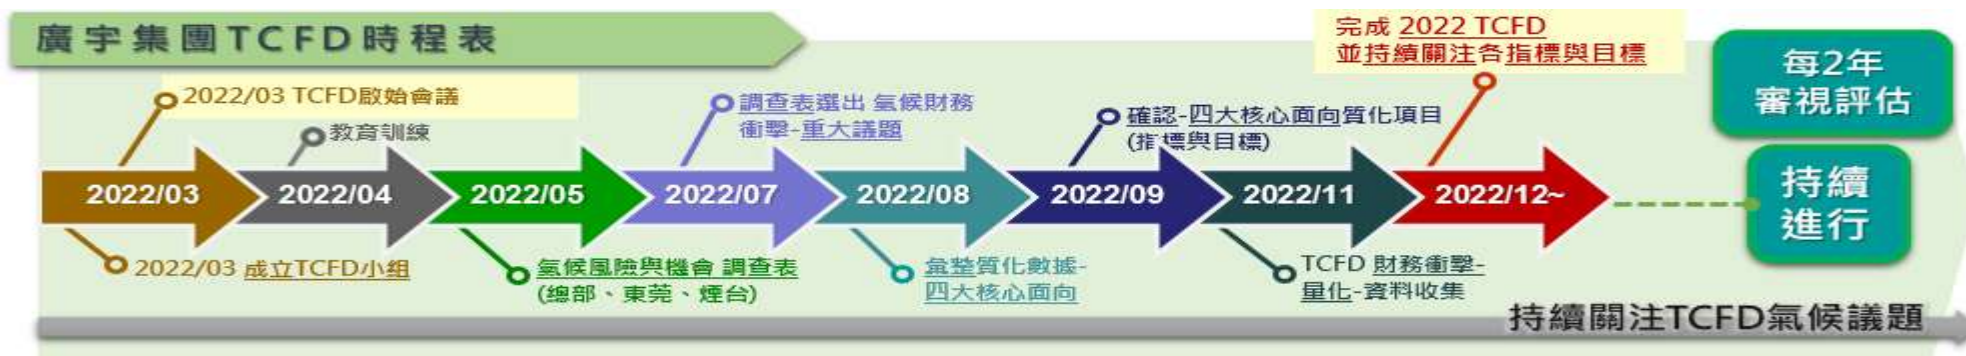 廣宇集團TCFD時程表
完成 2022 TCFD
並持續關注各指標與目標
每2年
審視評估
2022/03 TCFD啟始會議
教育訓練
調查表選出 氣候財務
衝擊-重大議題
確認-四大核心面向質化項目
(指標與目標)
2022/03
2022/04
2022/05
2022/07
2022/08
2022/09
2022/11
2022/12~
持續
進行
2022/03 成立TCFD小組
氣候風險與機會 調查表
(總部、東莞、煙台)
彙整質化數據-
四大核心面向
TCFD 財務衝擊-
量化-資料收集
持續關注TCFD氣候議題